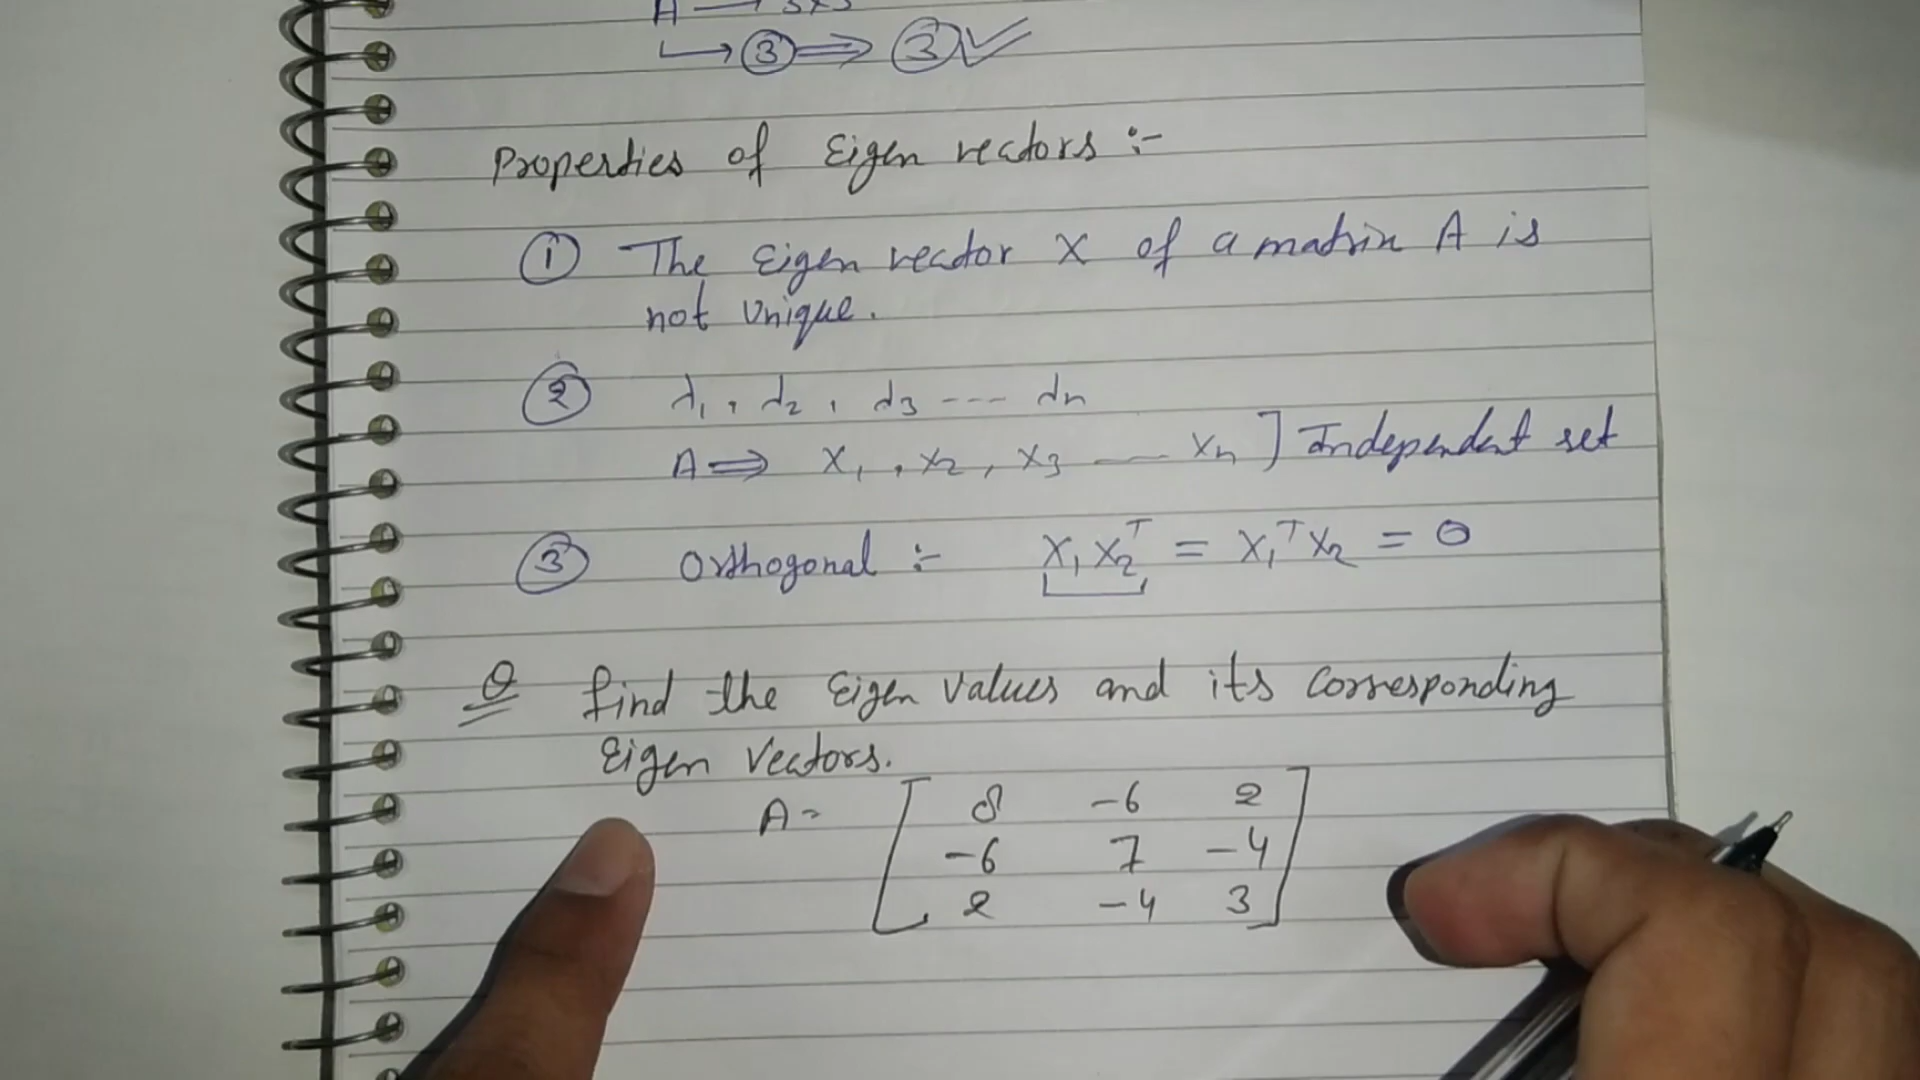 A → 3x3
↳ ③ ⇒ ③ ✓
Properties of Eigen vectors :-
① The Eigen vector X of a matrix A is
not Unique.
② λ₁, λ₂, λ₃ --- λn
A ⇒ X₁, X₂, X₃ ---- Xn ] Independent set
③ Orthogonal :- X₁X₂ᵀ = X₁ᵀX₂ = 0
Q find the Eigen Values and its Corresponding
Eigen Vectors.
A = [ 8 -6 2
-6 7 -4
2 -4 3 ]